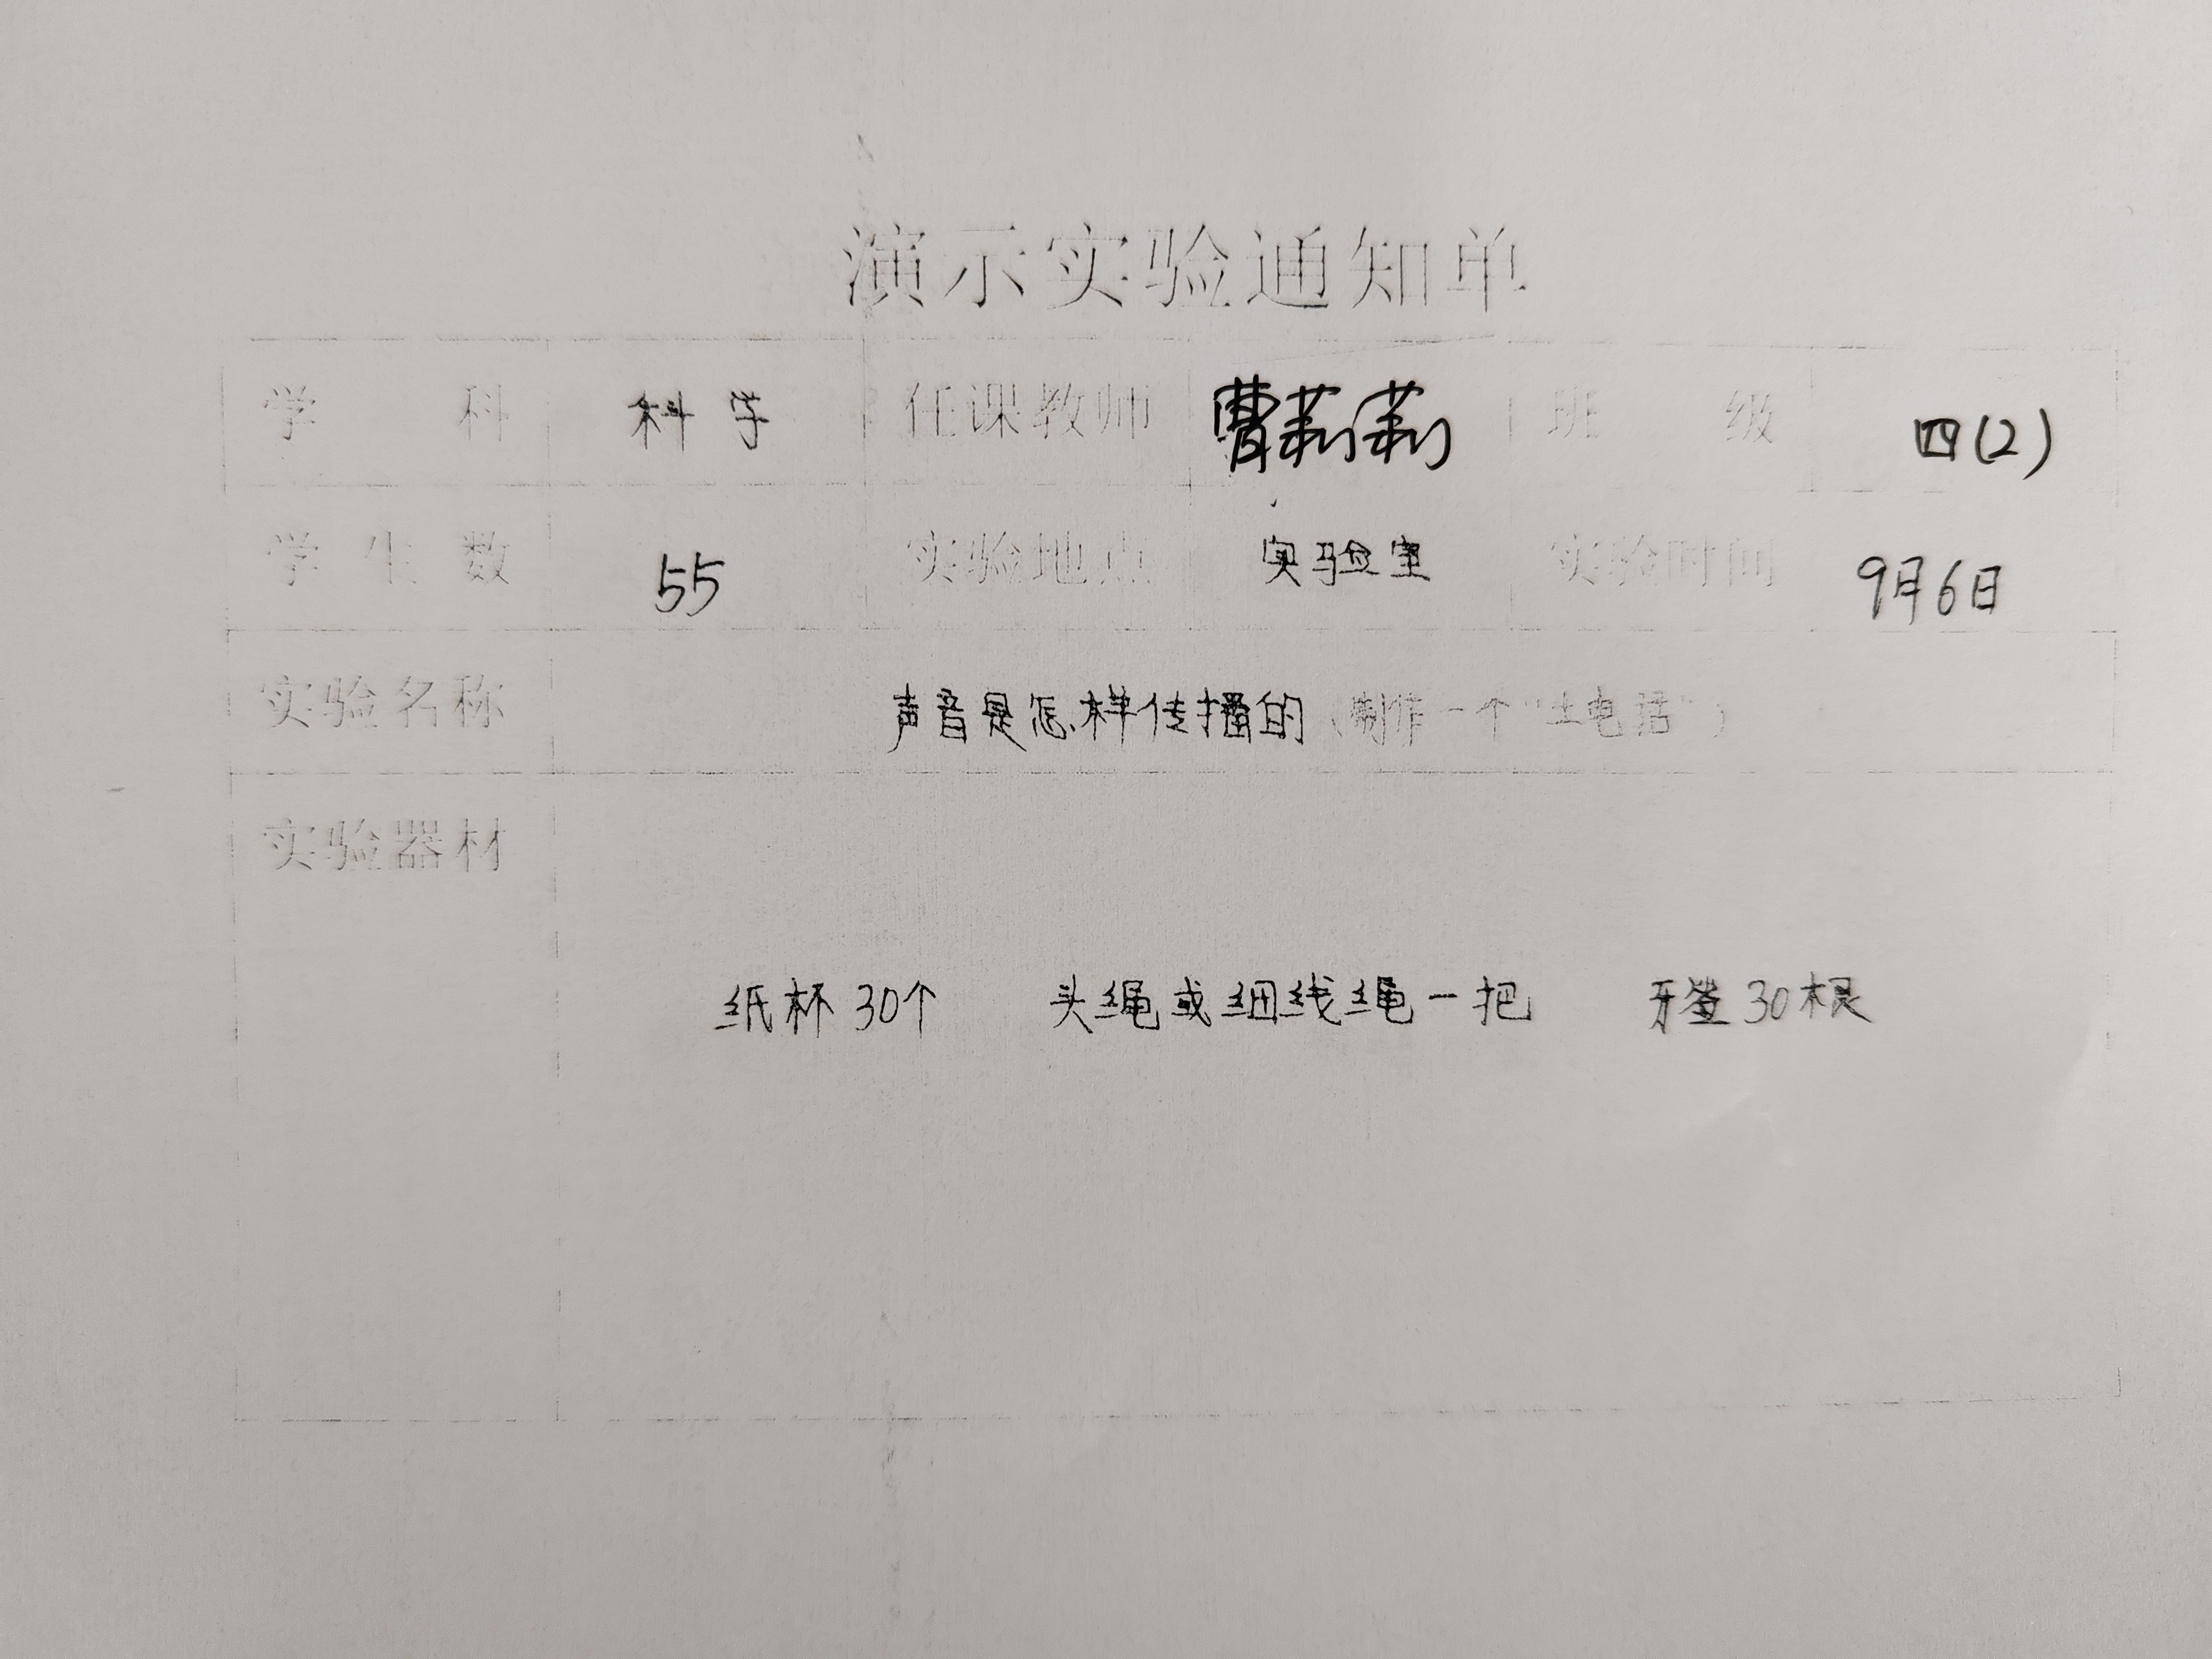 演示实验通知单
学 科 科学 任课教师 曹莉莉 班 级 四(2)
学 生 数 55 实验地点 实验室 实验时间 9月6日
实验名称 声音是怎样传播的(制作一个“土电话”)
实验器材
纸杯30个 头绳或细线绳一把 牙签30根